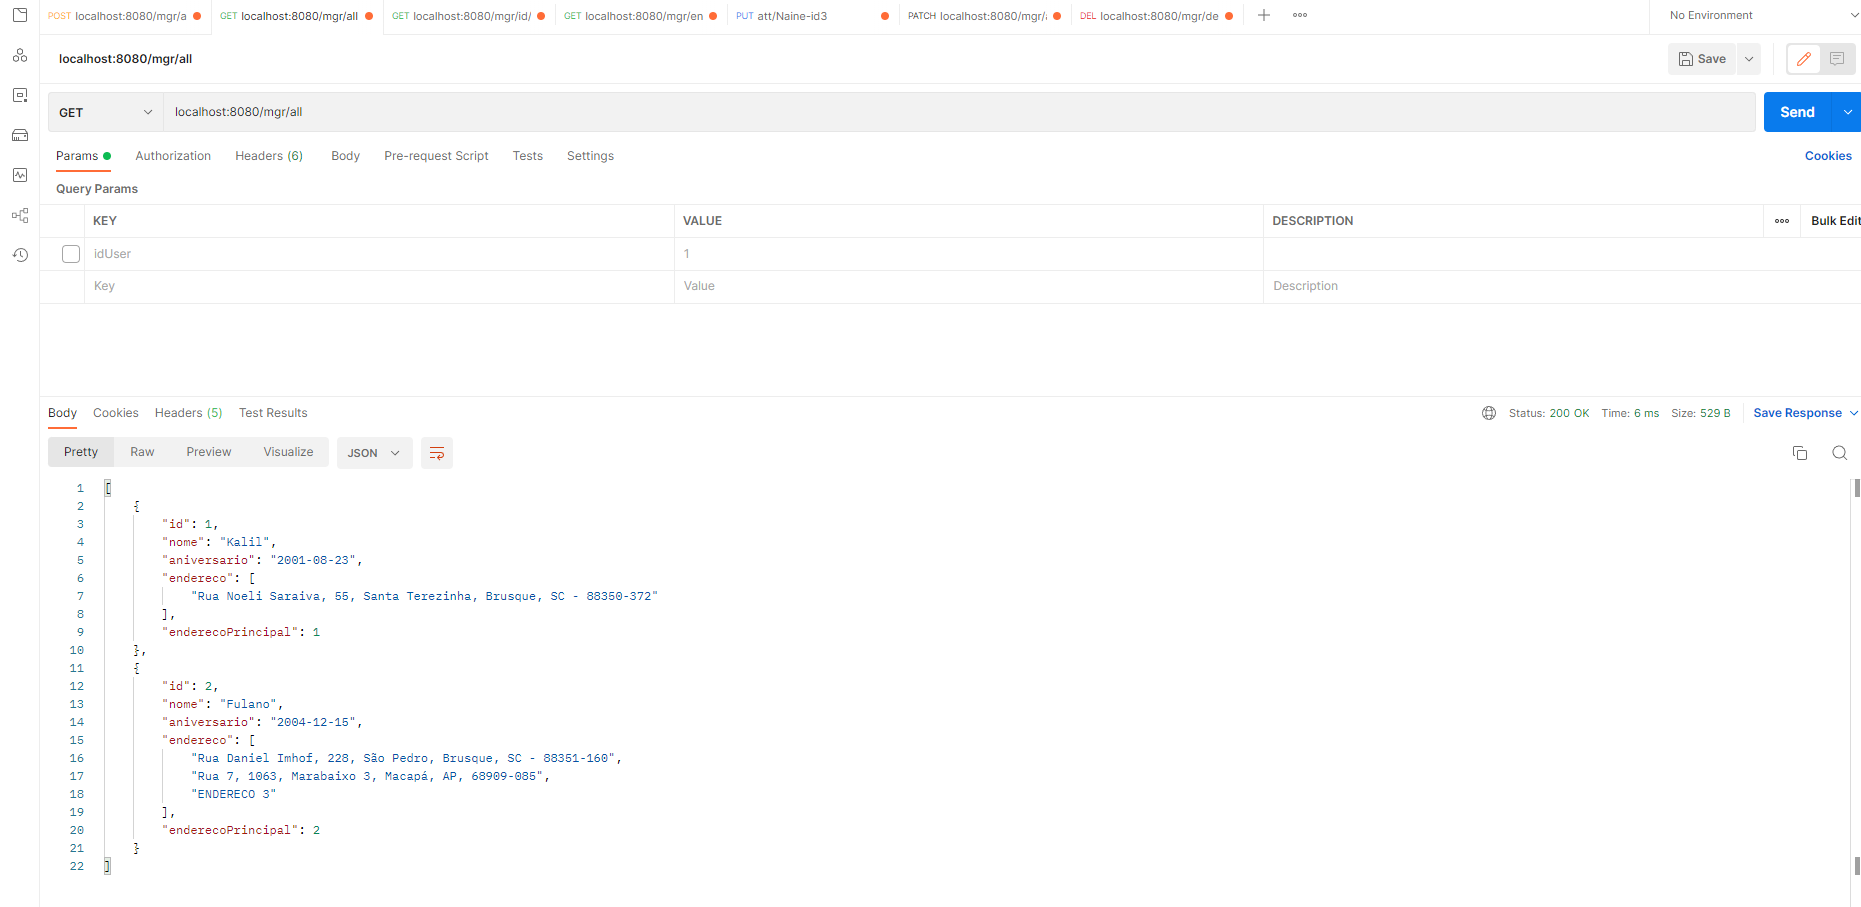 POST localhost:8080/mgr/a GET localhost:8080/mgr/all GET localhost:8080/mgr/id/ GET localhost:8080/mgr/en PUT att/Naine-id3 PATCH localhost:8080/mgr/ DEL localhost:8080/mgr/de No Environment
localhost:8080/mgr/all Save
GET localhost:8080/mgr/all Send
Params Authorization Headers (6) Body Pre-request Script Tests Settings Cookies
Query Params
KEY VALUE DESCRIPTION Bulk Edit
idUser 1
Key Value Description
Body Cookies Headers (5) Test Results Status: 200 OK Time: 6 ms Size: 529 B Save Response
Pretty Raw Preview Visualize JSON
1 [
2 {
3 "id": 1,
4 "nome": "Kalil",
5 "aniversario": "2001-08-23",
6 "endereco": [
7 "Rua Noeli Saraiva, 55, Santa Terezinha, Brusque, SC - 88350-372"
8 ],
9 "enderecoPrincipal": 1
10 },
11 {
12 "id": 2,
13 "nome": "Fulano",
14 "aniversario": "2004-12-15",
15 "endereco": [
16 "Rua Daniel Imhof, 228, São Pedro, Brusque, SC - 88351-160",
17 "Rua 7, 1063, Marabaixo 3, Macapá, AP, 68909-085",
18 "ENDERECO 3"
19 ],
20 "enderecoPrincipal": 2
21 }
22 ]